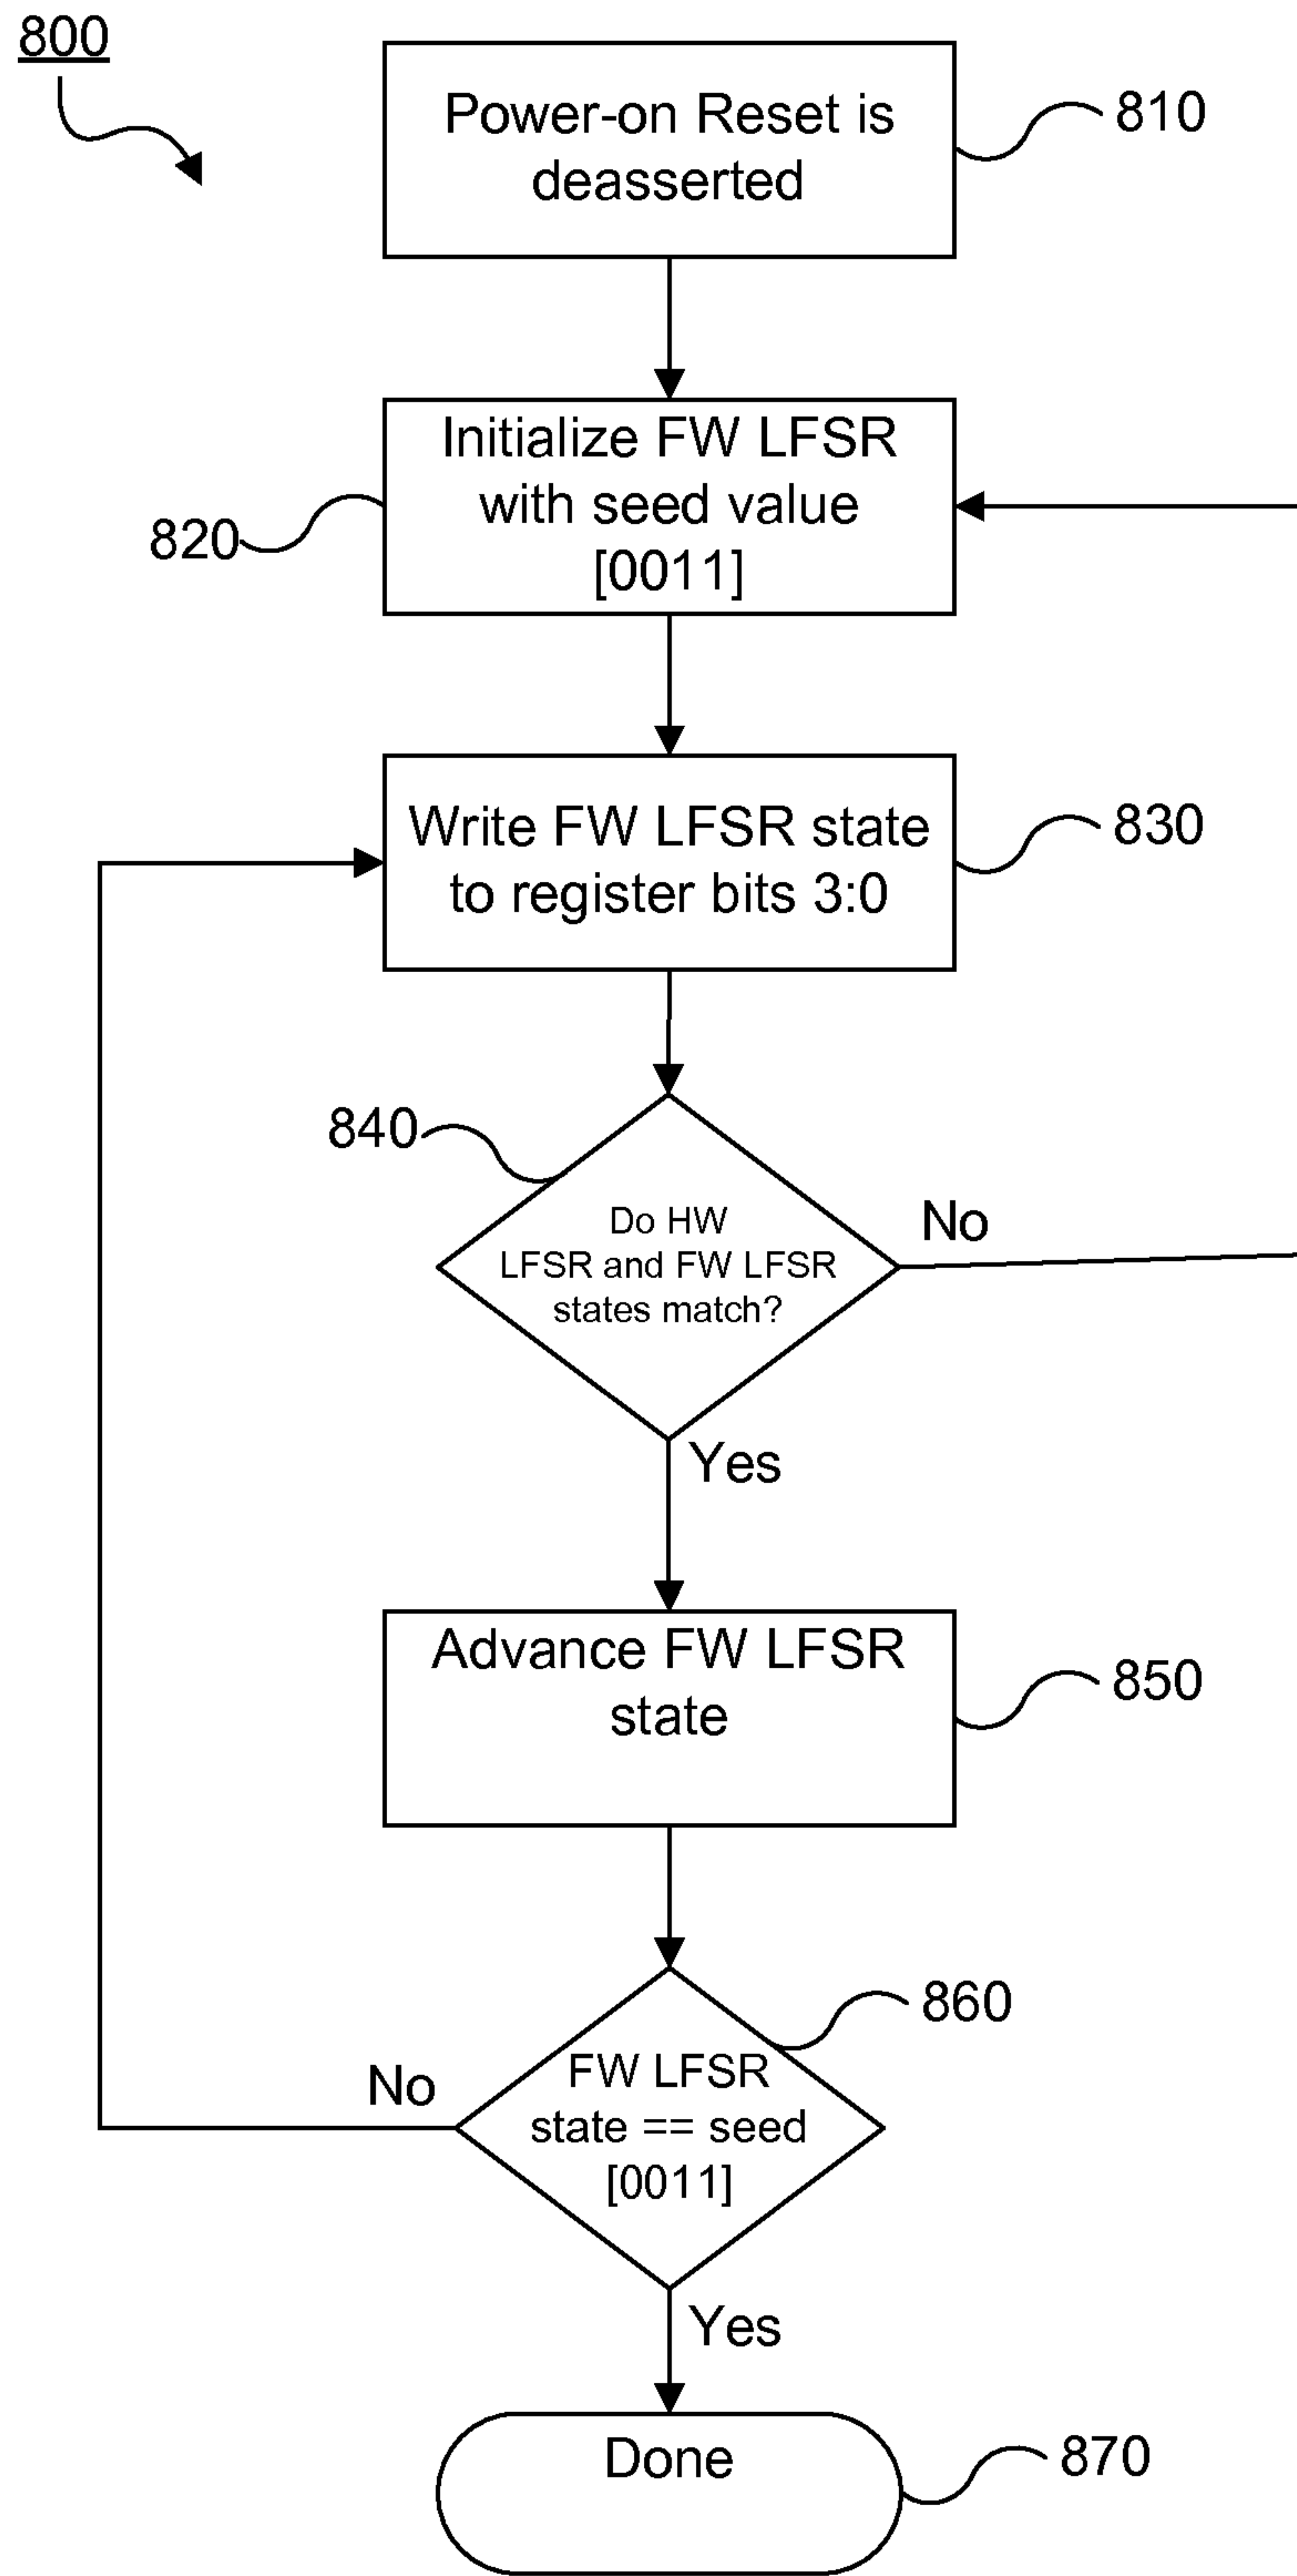 800
Power-on Reset is
deasserted
810
Initialize FW LFSR
with seed value
[0011]
820
Write FW LFSR state
to register bits 3:0
830
840
Do HW
LFSR and FW LFSR
states match?
No
Yes
Advance FW LFSR
state
850
860
FW LFSR
state == seed
[0011]
No
Yes
Done
870